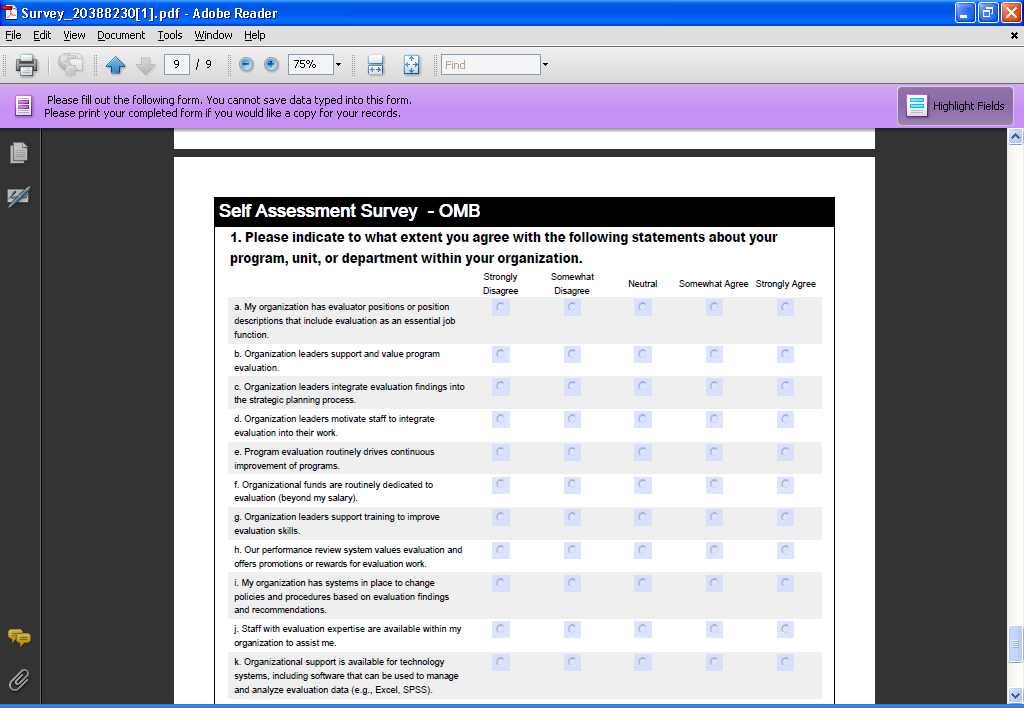 Survey_20388230[1].pdf - Adobe Reader
File Edit View Document Tools Window Help
9 / 9 75% Find
Please fill out the following form. You cannot save data typed into this form.
Please print your completed form if you would like a copy for your records.
Highlight Fields
Self Assessment Survey - OMB
1. Please indicate to what extent you agree with the following statements about your
program, unit, or department within your organization.
Strongly Disagree Somewhat Disagree Neutral Somewhat Agree Strongly Agree
a. My organization has evaluator positions or position
descriptions that include evaluation as an essential job
function.
b. Organization leaders support and value program
evaluation.
c. Organization leaders integrate evaluation findings into
the strategic planning process.
d. Organization leaders motivate staff to integrate
evaluation into their work.
e. Program evaluation routinely drives continuous
improvement of programs.
f. Organizational funds are routinely dedicated to
evaluation (beyond my salary).
g. Organization leaders support training to improve
evaluation skills.
h. Our performance review system values evaluation and
offers promotions or rewards for evaluation work.
i. My organization has systems in place to change
policies and procedures based on evaluation findings
and recommendations.
j. Staff with evaluation expertise are available within my
organization to assist me.
k. Organizational support is available for technology
systems, including software that can be used to manage
and analyze evaluation data (e.g., Excel, SPSS).